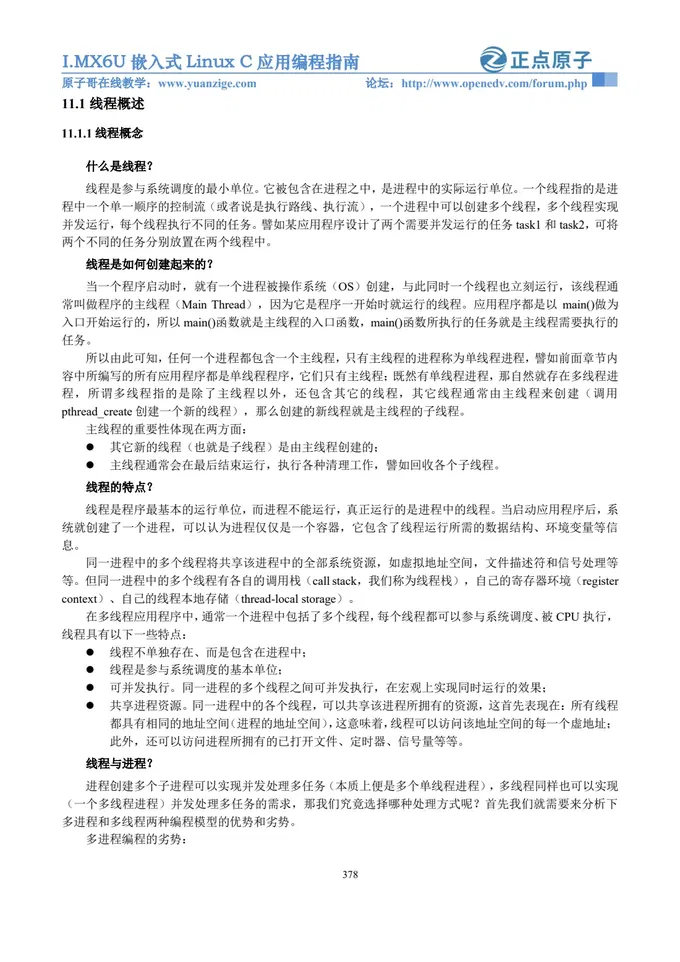 I.MX6U 嵌入式 Linux C 应用编程指南
正点原子
原子哥在线教学：www.yuanzige.com 论坛：http://www.openedv.com/forum.php
11.1 线程概述
11.1.1 线程概念
什么是线程？
线程是参与系统调度的最小单位。它被包含在进程之中，是进程中的实际运行单位。一个线程指的是进
程中一个单一顺序的控制流（或者说是执行路线、执行流），一个进程中可以创建多个线程，多个线程实现
并发运行，每个线程执行不同的任务。譬如某应用程序设计了两个需要并发运行的任务 task1 和 task2，可将
两个不同的任务分别放置在两个线程中。
线程是如何创建起来的？
当一个程序启动时，就有一个进程被操作系统（OS）创建，与此同时一个线程也立刻运行，该线程通
常叫做程序的主线程（Main Thread），因为它是程序一开始时就运行的线程。应用程序都是以 main()做为
入口开始运行的，所以 main()函数就是主线程的入口函数，main()函数所执行的任务就是主线程需要执行的
任务。
所以由此可知，任何一个进程都包含一个主线程，只有主线程的进程称为单线程进程，譬如前面章节内
容中所编写的所有应用程序都是单线程程序，它们只有主线程；既然有单线程进程，那自然就存在多线程进
程，所谓多线程指的是除了主线程以外，还包含其它的线程，其它线程通常由主线程来创建（调用
pthread_create 创建一个新的线程），那么创建的新线程就是主线程的子线程。
主线程的重要性体现在两方面：
● 其它新的线程（也就是子线程）是由主线程创建的；
● 主线程通常会在最后结束运行，执行各种清理工作，譬如回收各个子线程。
线程的特点？
线程是程序最基本的运行单位，而进程不能运行，真正运行的是进程中的线程。当启动应用程序后，系
统就创建了一个进程，可以认为进程仅仅是一个容器，它包含了线程运行所需的数据结构、环境变量等信
息。
同一进程中的多个线程将共享该进程中的全部系统资源，如虚拟地址空间，文件描述符和信号处理等
等。但同一进程中的多个线程有各自的调用栈（call stack，我们称为线程栈），自己的寄存器环境（register
context）、自己的线程本地存储（thread-local storage）。
在多线程应用程序中，通常一个进程中包括了多个线程，每个线程都可以参与系统调度、被 CPU 执行，
线程具有以下一些特点：
● 线程不单独存在、而是包含在进程中；
● 线程是参与系统调度的基本单位；
● 可并发执行。同一进程的多个线程之间可并发执行，在宏观上实现同时运行的效果；
● 共享进程资源。同一进程中的各个线程，可以共享该进程所拥有的资源，这首先表现在：所有线程
都具有相同的地址空间（进程的地址空间），这意味着，线程可以访问该地址空间的每一个虚地址；
此外，还可以访问进程所拥有的已打开文件、定时器、信号量等等。
线程与进程？
进程创建多个子进程可以实现并发处理多任务（本质上便是多个单线程进程），多线程同样也可以实现
（一个多线程进程）并发处理多任务的需求，那我们究竟选择哪种处理方式呢？首先我们就需要来分析下
多进程和多线程两种编程模型的优势和劣势。
多进程编程的劣势：
378